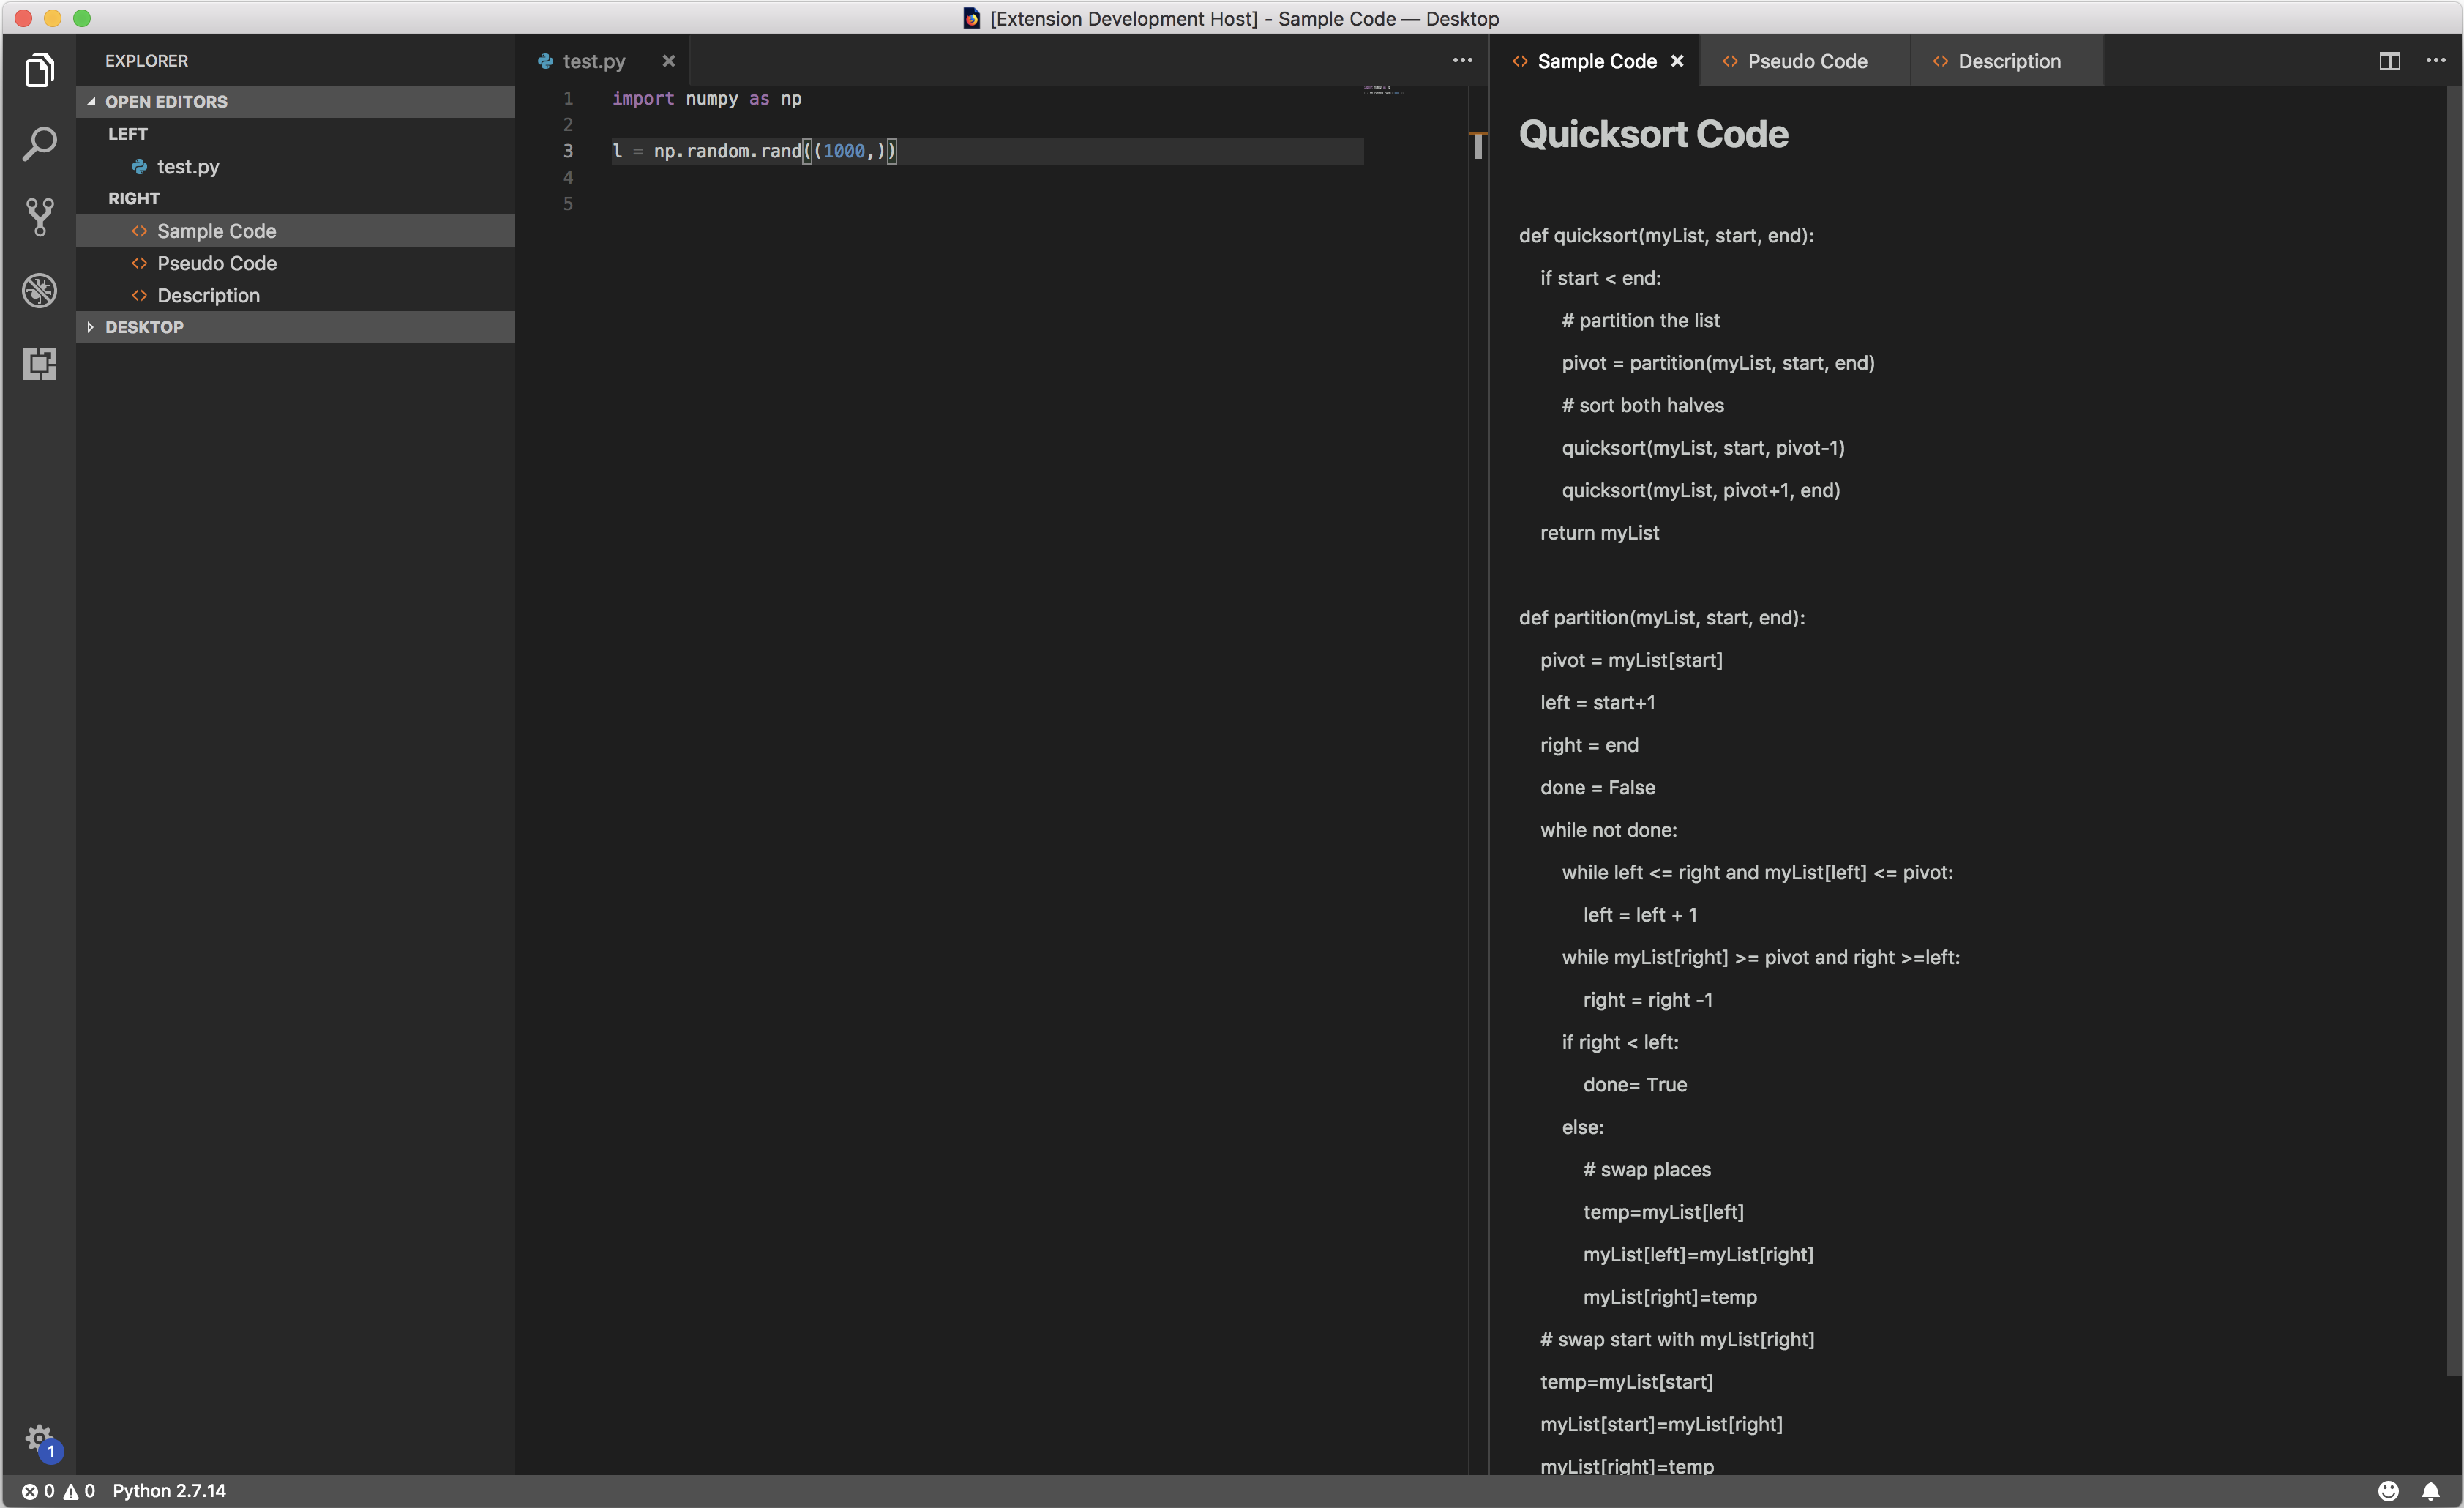 [Extension Development Host] - Sample Code — Desktop
EXPLORER
OPEN EDITORS
LEFT
test.py
RIGHT
Sample Code
Pseudo Code
Description
DESKTOP
1
0 0 Python 2.7.14
test.py
1 import numpy as np
2
3 l = np.random.rand((1000,))
4
5
Sample Code Pseudo Code Description
Quicksort Code
def quicksort(myList, start, end):
if start < end:
# partition the list
pivot = partition(myList, start, end)
# sort both halves
quicksort(myList, start, pivot-1)
quicksort(myList, pivot+1, end)
return myList
def partition(myList, start, end):
pivot = myList[start]
left = start+1
right = end
done = False
while not done:
while left <= right and myList[left] <= pivot:
left = left + 1
while myList[right] >= pivot and right >=left:
right = right -1
if right < left:
done= True
else:
# swap places
temp=myList[left]
myList[left]=myList[right]
myList[right]=temp
# swap start with myList[right]
temp=myList[start]
myList[start]=myList[right]
myList[right]=temp